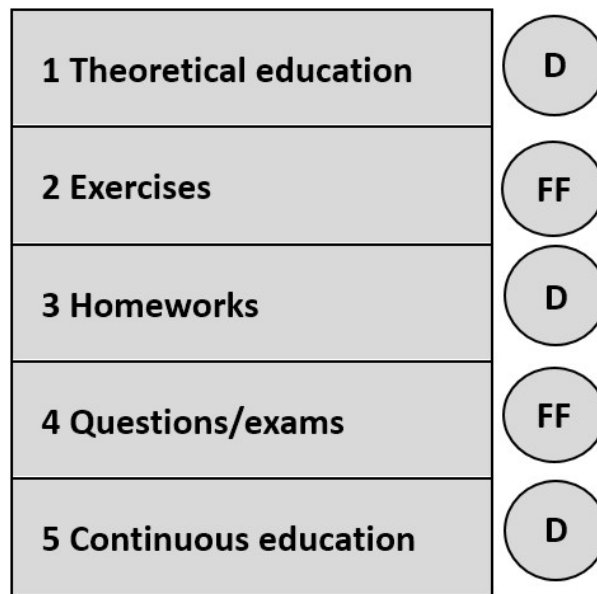 1 Theoretical education D
2 Exercises FF
3 Homeworks D
4 Questions/exams FF
5 Continuous education D